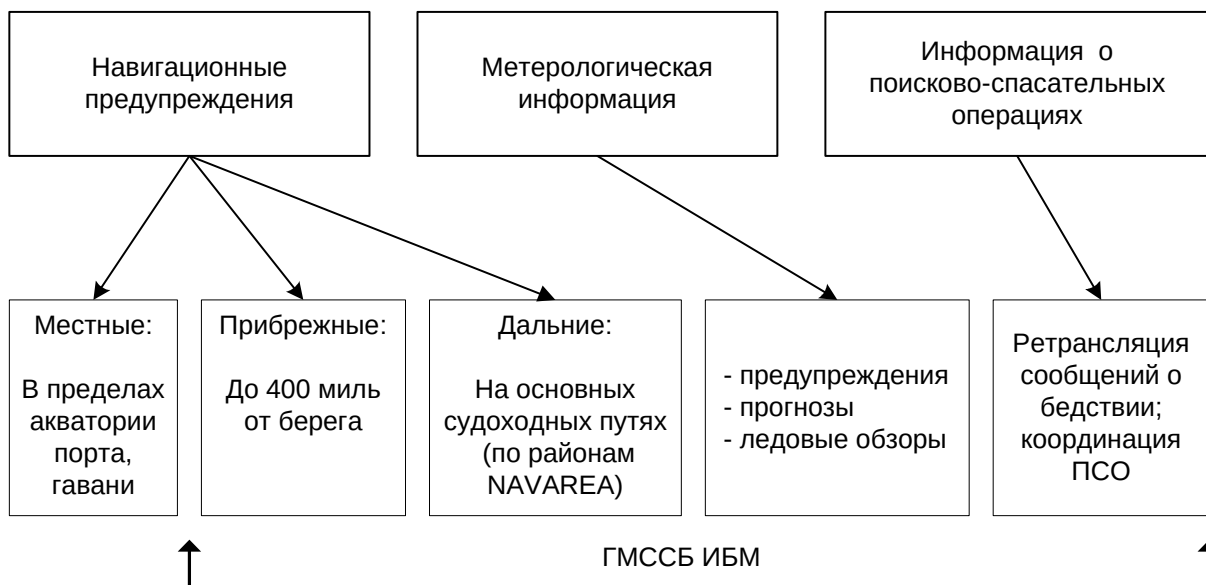 Навигационные
предупреждения
Метерологическая
информация
Информация о
поисково-спасательных
операциях
Местные:
В пределах
акватории
порта,
гавани
Прибрежные:
До 400 миль
от берега
Дальние:
На основных
судоходных путях
(по районам
NAVAREA)
- предупреждения
- прогнозы
- ледовые обзоры
Ретрансляция
сообщений о
бедствии;
координация
ПСО
ГМССБ ИБМ